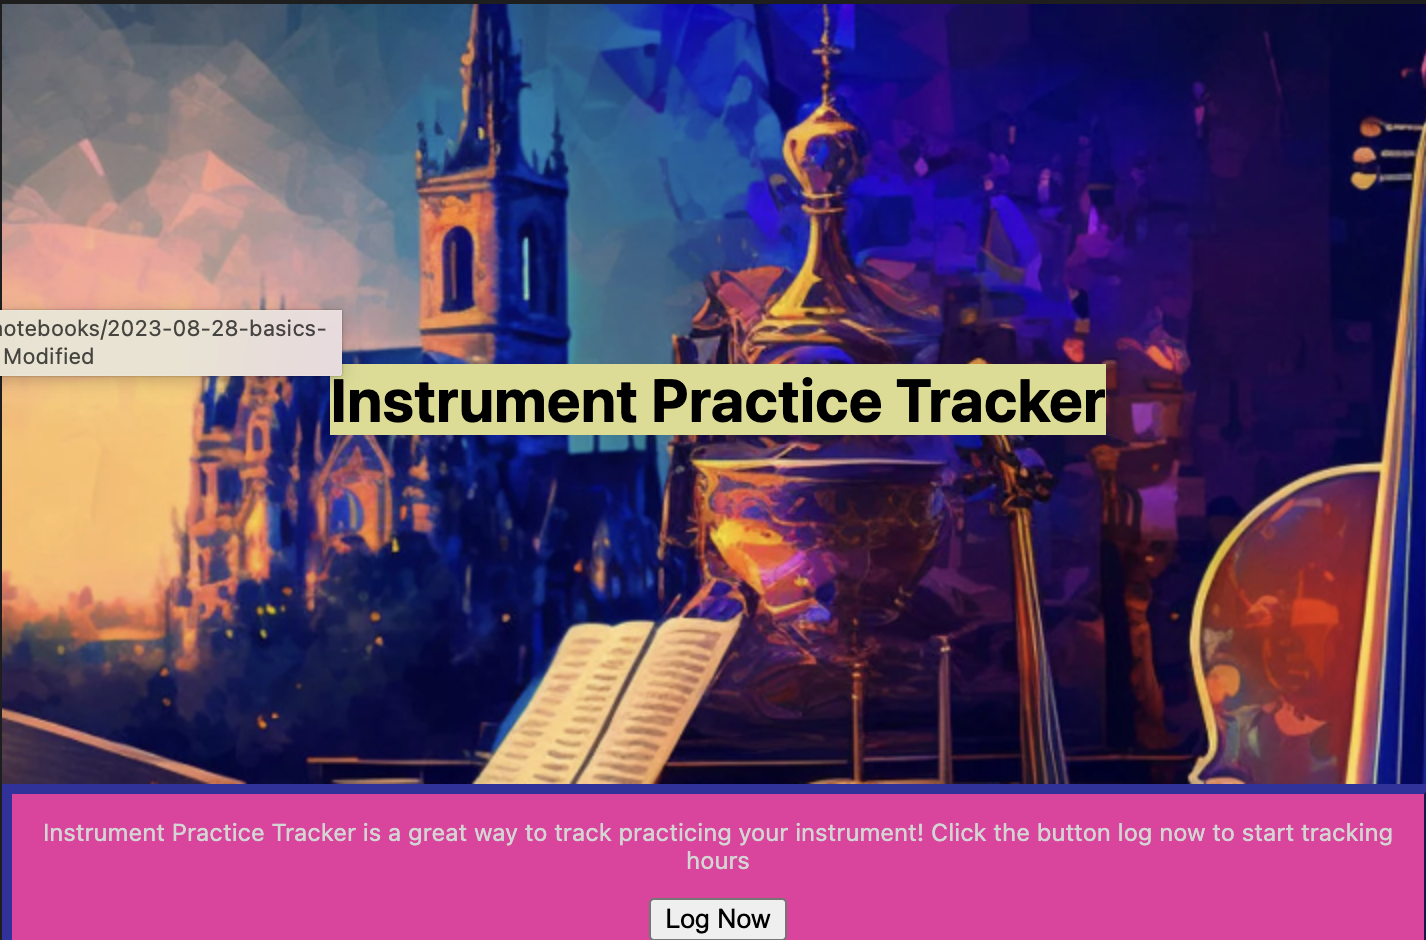 notebooks/2023-08-28-basics-
Modified
Instrument Practice Tracker
Instrument Practice Tracker is a great way to track practicing your instrument! Click the button log now to start tracking
hours
Log Now